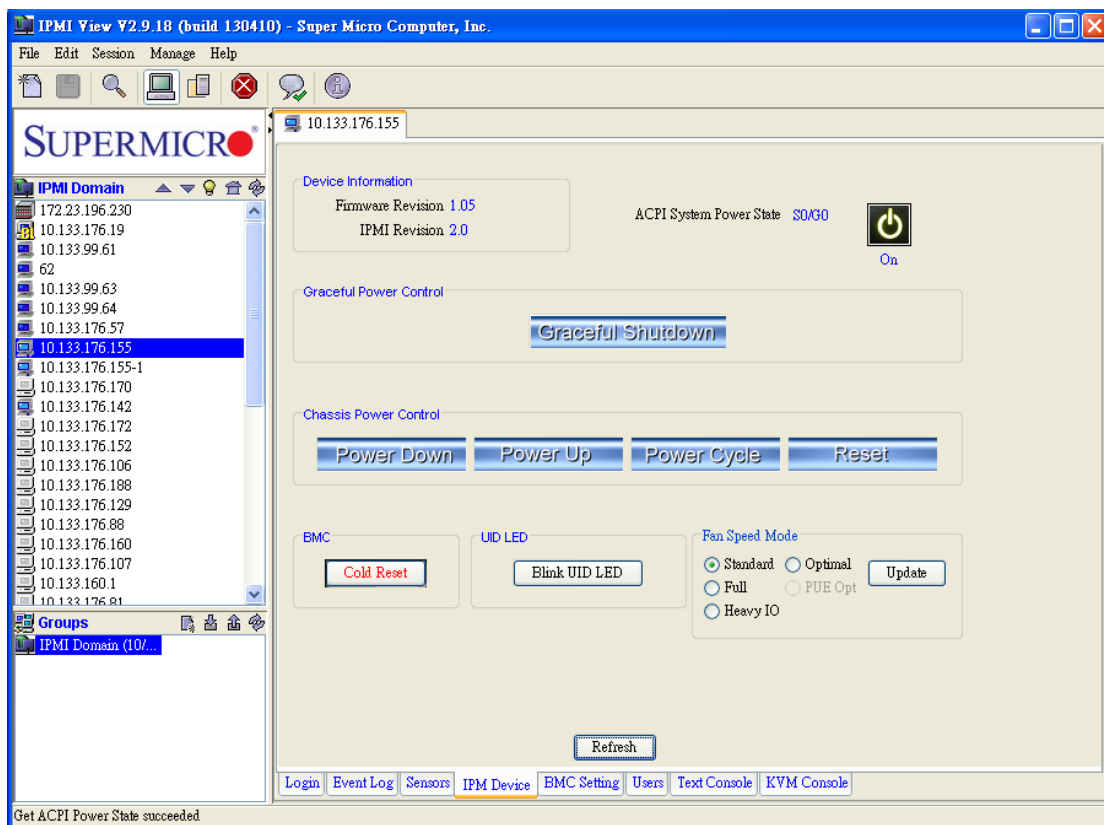 IPMI View V2.9.18 (build 130410) - Super Micro Computer, Inc.
File Edit Session Manage Help
SUPERMICRO
10.133.176.155
IPMI Domain
172.23.196.230
10.133.176.19
10.133.99.61
62
10.133.99.63
10.133.99.64
10.133.176.57
10.133.176.155
10.133.176.155-1
10.133.176.170
10.133.176.142
10.133.176.172
10.133.176.152
10.133.176.106
10.133.176.188
10.133.176.129
10.133.176.88
10.133.176.160
10.133.176.107
10.133.160.1
10.133.176.81
Groups
IPMI Domain (10/...
Device Information
Firmware Revision 1.05
IPMI Revision 2.0
ACPI System Power State S0/G0
On
Graceful Power Control
Graceful Shutdown
Chassis Power Control
Power Down Power Up Power Cycle Reset
BMC
Cold Reset
UID LED
Blink UID LED
Fan Speed Mode
Standard Optimal
Full PUE Opt
Heavy IO
Update
Refresh
Login Event Log Sensors IPM Device BMC Setting Users Text Console KVM Console
Get ACPI Power State succeeded